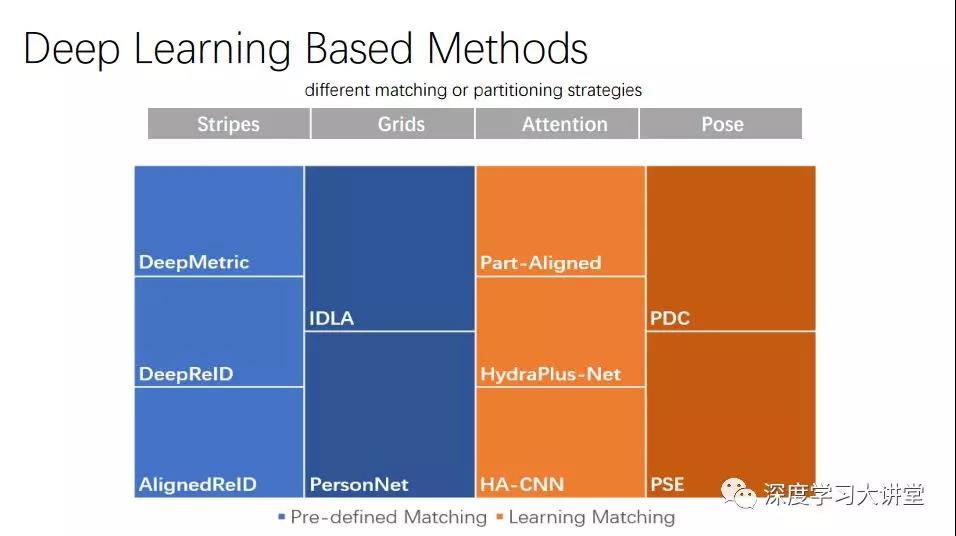 Deep Learning Based Methods
different matching or partitioning strategies
Stripes Grids Attention Pose
DeepMetric
DeepReID
AlignedReID
IDLA
PersonNet
Part-Aligned
HydraPlus-Net
HA-CNN
PDC
PSE
深度学习大讲堂
Pre-defined Matching Learning Matching